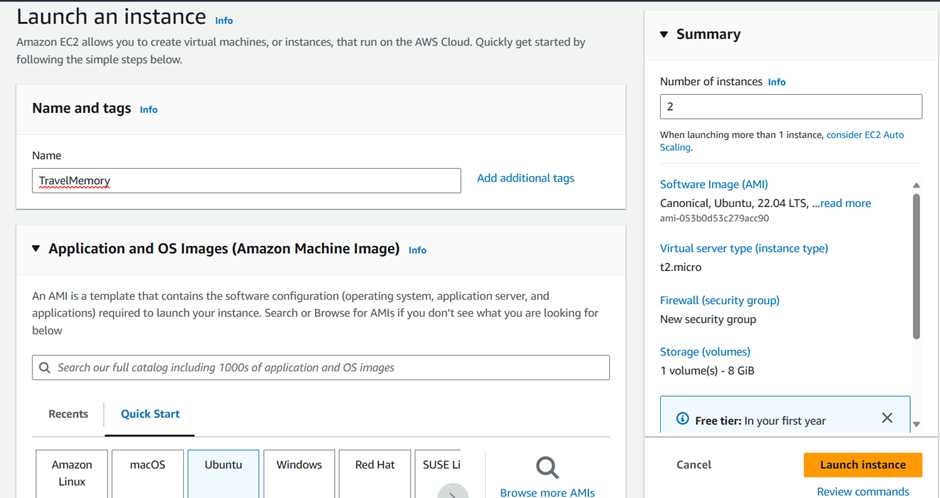 Launch an instance Info
Amazon EC2 allows you to create virtual machines, or instances, that run on the AWS Cloud. Quickly get started by
following the simple steps below.
Name and tags Info
Name
TravelMemory
Add additional tags
Application and OS Images (Amazon Machine Image) Info
An AMI is a template that contains the software configuration (operating system, application server, and
applications) required to launch your instance. Search or Browse for AMIs if you don't see what you are looking for
below
Search our full catalog including 1000s of application and OS images
Recents
Quick Start
Amazon
Linux
macOS
Ubuntu
Windows
Red Hat
SUSE Li
Browse more AMIs
Summary
Number of instances Info
2
When launching more than 1 instance, consider EC2 Auto
Scaling.
Software Image (AMI)
Canonical, Ubuntu, 22.04 LTS, ...read more
ami-053b0d53c279acc90
Virtual server type (instance type)
t2.micro
Firewall (security group)
New security group
Storage (volumes)
1 volume(s) - 8 GiB
Free tier: In your first year
Cancel
Launch instance
Review commands